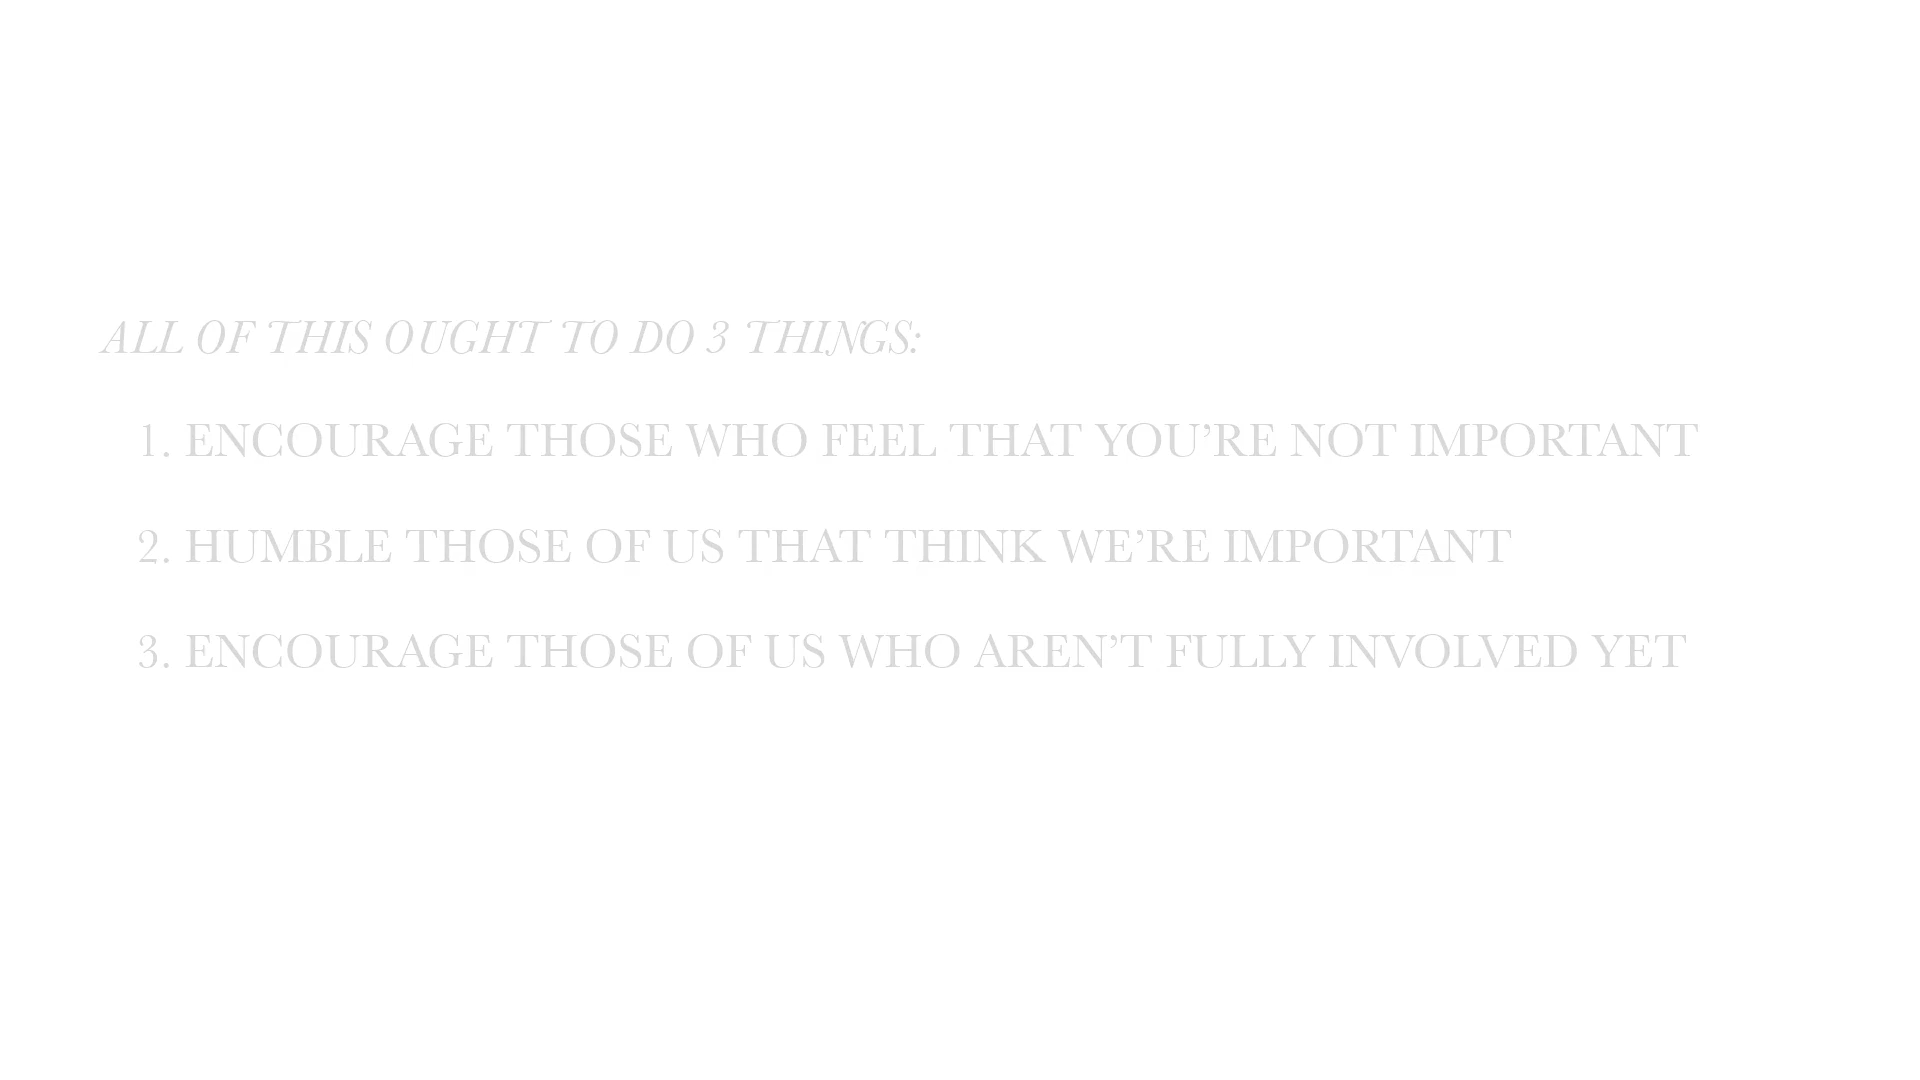 ALL OF THIS OUGHT TO DO 3 THINGS:
1. ENCOURAGE THOSE WHO FEEL THAT YOU’RE NOT IMPORTANT
2. HUMBLE THOSE OF US THAT THINK WE’RE IMPORTANT
3. ENCOURAGE THOSE OF US WHO AREN’T FULLY INVOLVED YET